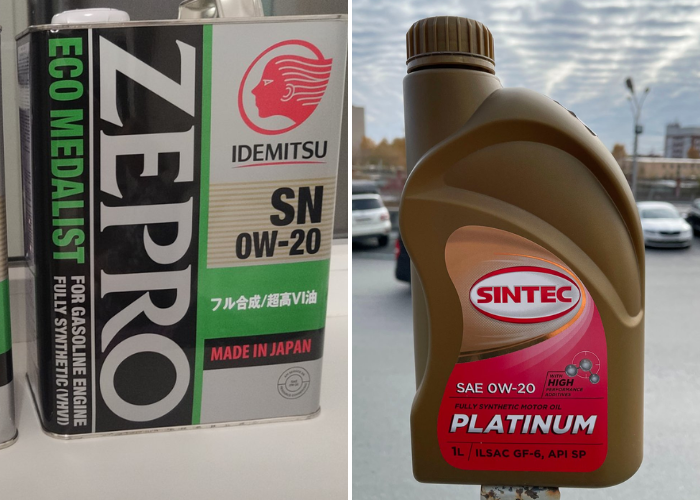 ZEPRO
ECO MEDALIST
FOR GASOLINE ENGINE
FULLY SYNTHETIC (VHVI)
IDEMITSU
SN
0W-20
フル合成/超高VI油
MADE IN JAPAN
SINTEC
SAE 0W-20
WITH
HIGH
PERFORMANCE
FULLY SYNTHETIC MOTOR OIL
PLATINUM
1L / ILSAC GF-6, API SP